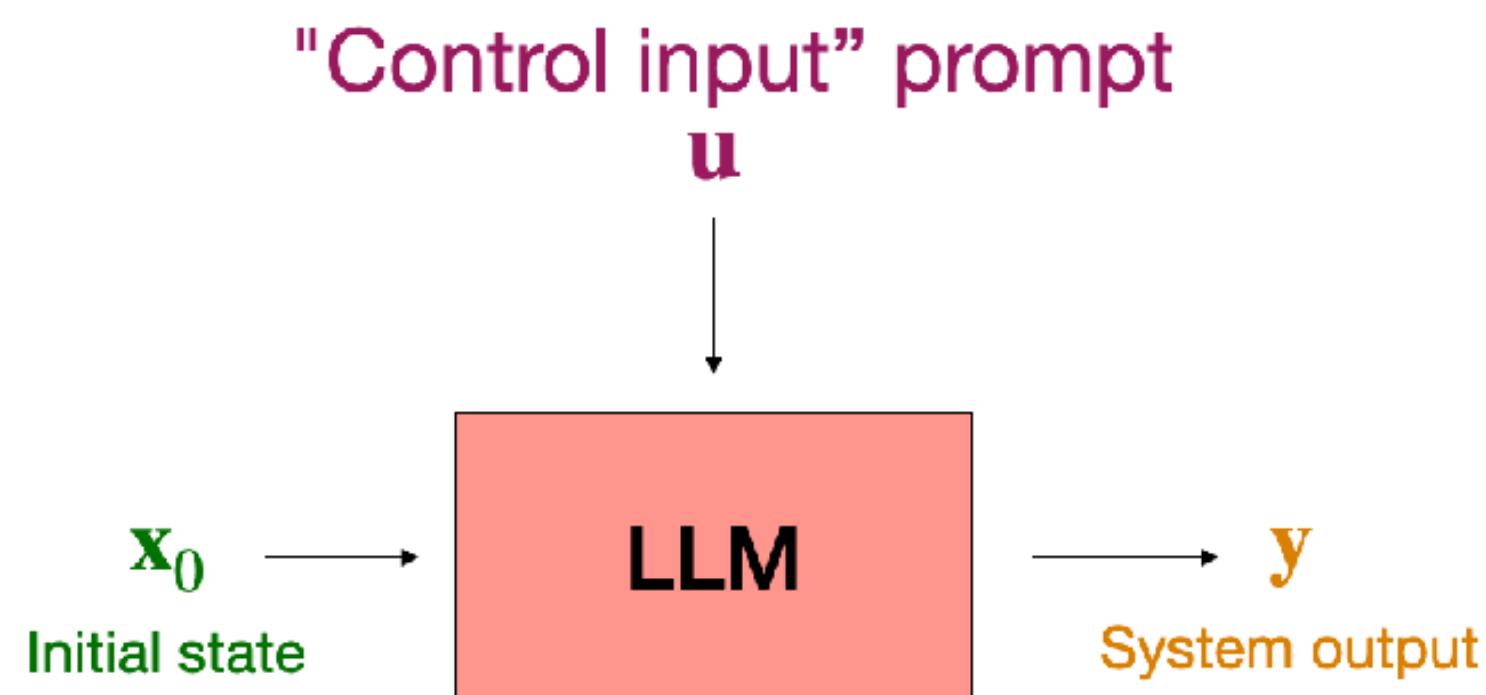 "Control input” prompt
u
x₀
LLM
y
Initial state
System output